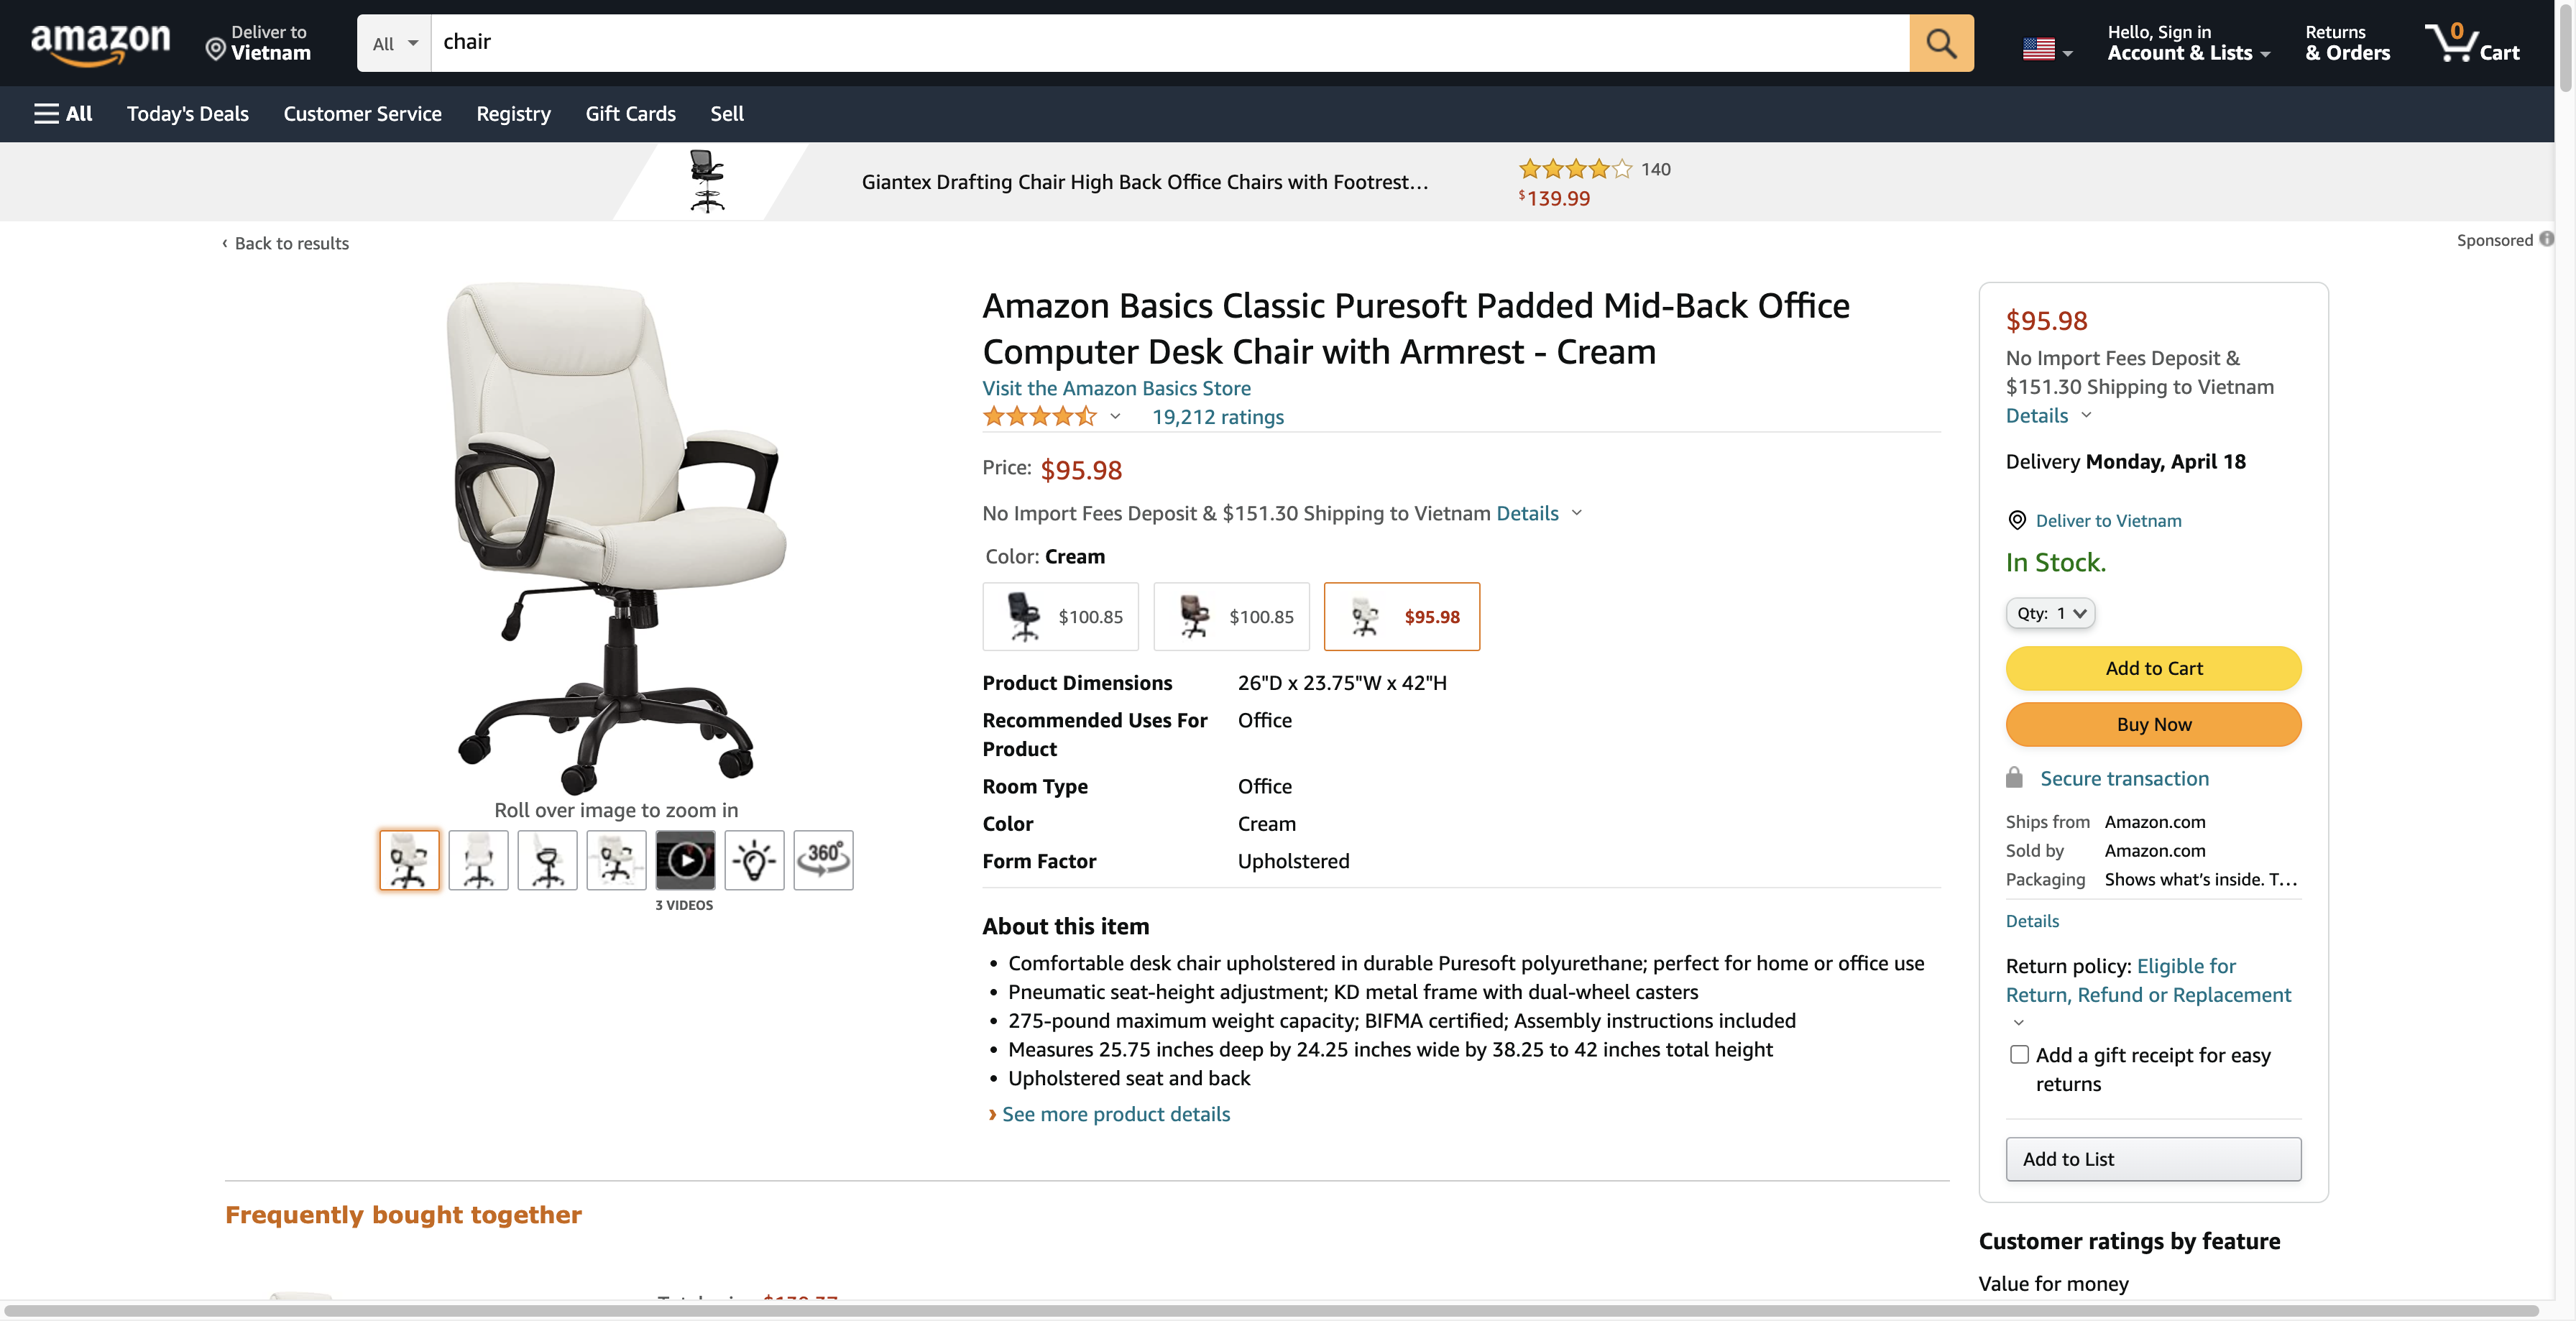 amazon
Deliver to
Vietnam
All
chair
Hello, Sign in
Account & Lists
Returns
& Orders
0
Cart
All
Today's Deals
Customer Service
Registry
Gift Cards
Sell
Giantex Drafting Chair High Back Office Chairs with Footrest…
140
$139.99
‹ Back to results
Sponsored
Amazon Basics Classic Puresoft Padded Mid-Back Office
Computer Desk Chair with Armrest - Cream
Visit the Amazon Basics Store
19,212 ratings
Price: $95.98
No Import Fees Deposit & $151.30 Shipping to Vietnam Details
Color: Cream
$100.85
$100.85
$95.98
Product Dimensions 26"D x 23.75"W x 42"H
Recommended Uses For Office
Product
Room Type Office
Color Cream
Form Factor Upholstered
About this item
• Comfortable desk chair upholstered in durable Puresoft polyurethane; perfect for home or office use
• Pneumatic seat-height adjustment; KD metal frame with dual-wheel casters
• 275-pound maximum weight capacity; BIFMA certified; Assembly instructions included
• Measures 25.75 inches deep by 24.25 inches wide by 38.25 to 42 inches total height
• Upholstered seat and back
› See more product details
Roll over image to zoom in
360°
3 VIDEOS
$95.98
No Import Fees Deposit &
$151.30 Shipping to Vietnam
Details
Delivery Monday, April 18
Deliver to Vietnam
In Stock.
Qty: 1
Add to Cart
Buy Now
Secure transaction
Ships from Amazon.com
Sold by Amazon.com
Packaging Shows what's inside. T…
Details
Return policy: Eligible for
Return, Refund or Replacement
Add a gift receipt for easy
returns
Add to List
Frequently bought together
Customer ratings by feature
Value for money